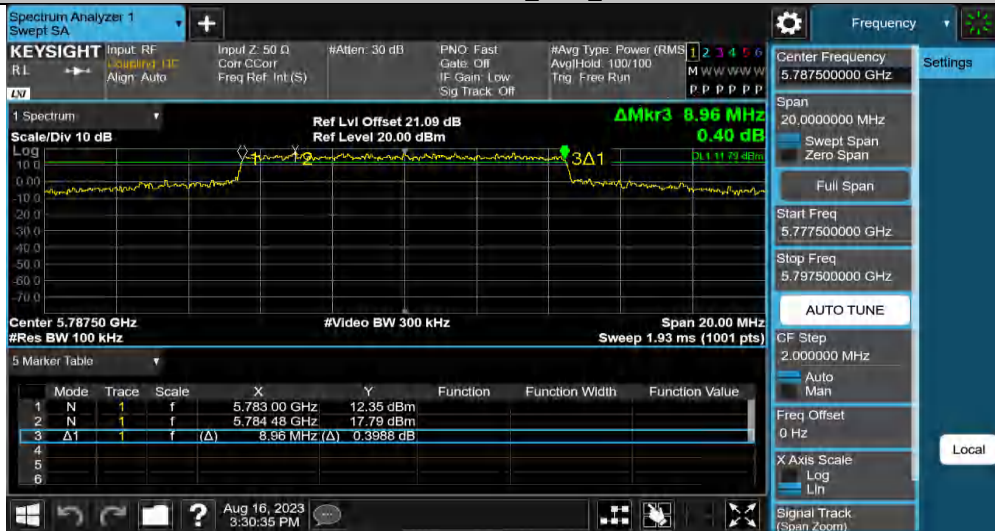 Spectrum Analyzer 1
Swept SA
+
Frequency
KEYSIGHT
RL
LXI
Input: RF
Coupling: DC
Align: Auto
Input Z: 50 Ω
Corr CCorr
Freq Ref: Int (S)
#Atten: 30 dB
PNO: Fast
Gate: Off
IF Gain: Low
Sig Track: Off
#Avg Type: Power (RMS
Avg|Hold: 100/100
Trig: Free Run
1 2 3 4 5 6
M W W W W W
P P P P P P
1 Spectrum
Scale/Div 10 dB
Ref Lvl Offset 21.09 dB
Ref Level 20.00 dBm
ΔMkr3 8.96 MHz
0.40 dB
Log
10.0
0.00
-10.0
-20.0
-30.0
-40.0
-50.0
-60.0
-70.0
1
2
3Δ1
DL1 11.79 dBm
Center 5.78750 GHz
#Res BW 100 kHz
#Video BW 300 kHz
Span 20.00 MHz
Sweep 1.93 ms (1001 pts)
5 Marker Table
Mode Trace Scale X Y Function Function Width Function Value
1 N 1 f 5.783 00 GHz 12.35 dBm
2 N 1 f 5.784 48 GHz 17.79 dBm
3 Δ1 1 f (Δ) 8.96 MHz (Δ) 0.3988 dB
4
5
6
?
Aug 16, 2023
3:30:35 PM
Center Frequency
5.787500000 GHz
Span
20.0000000 MHz
Swept Span
Zero Span
Full Span
Start Freq
5.777500000 GHz
Stop Freq
5.797500000 GHz
AUTO TUNE
CF Step
2.000000 MHz
Auto
Man
Freq Offset
0 Hz
X Axis Scale
Log
Lin
Signal Track
(Span Zoom)
Settings
Local